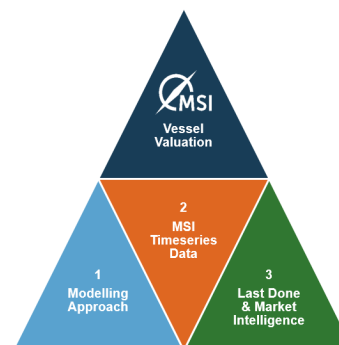 MSI
Vessel
Valuation
2
MSI
Timeseries
Data
1
Modelling
Approach
3
Last Done
& Market
Intelligence